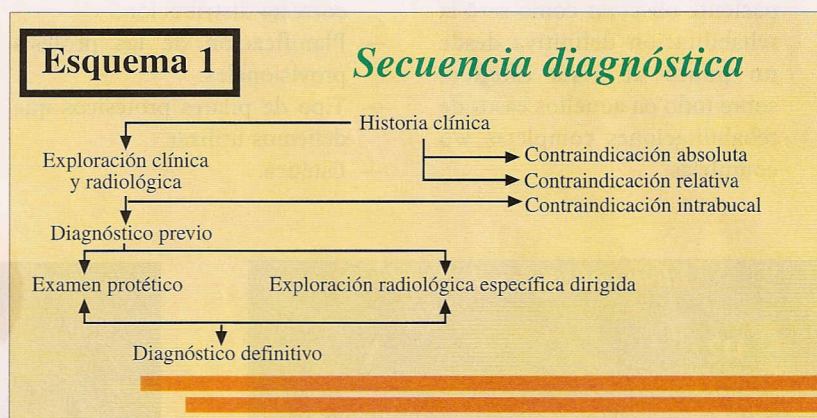 Esquema 1
Secuencia diagnóstica
Historia clínica
Exploración clínica
y radiológica
Contraindicación absoluta
Contraindicación relativa
Contraindicación intrabucal
Diagnóstico previo
Examen protético
Exploración radiológica específica dirigida
Diagnóstico definitivo